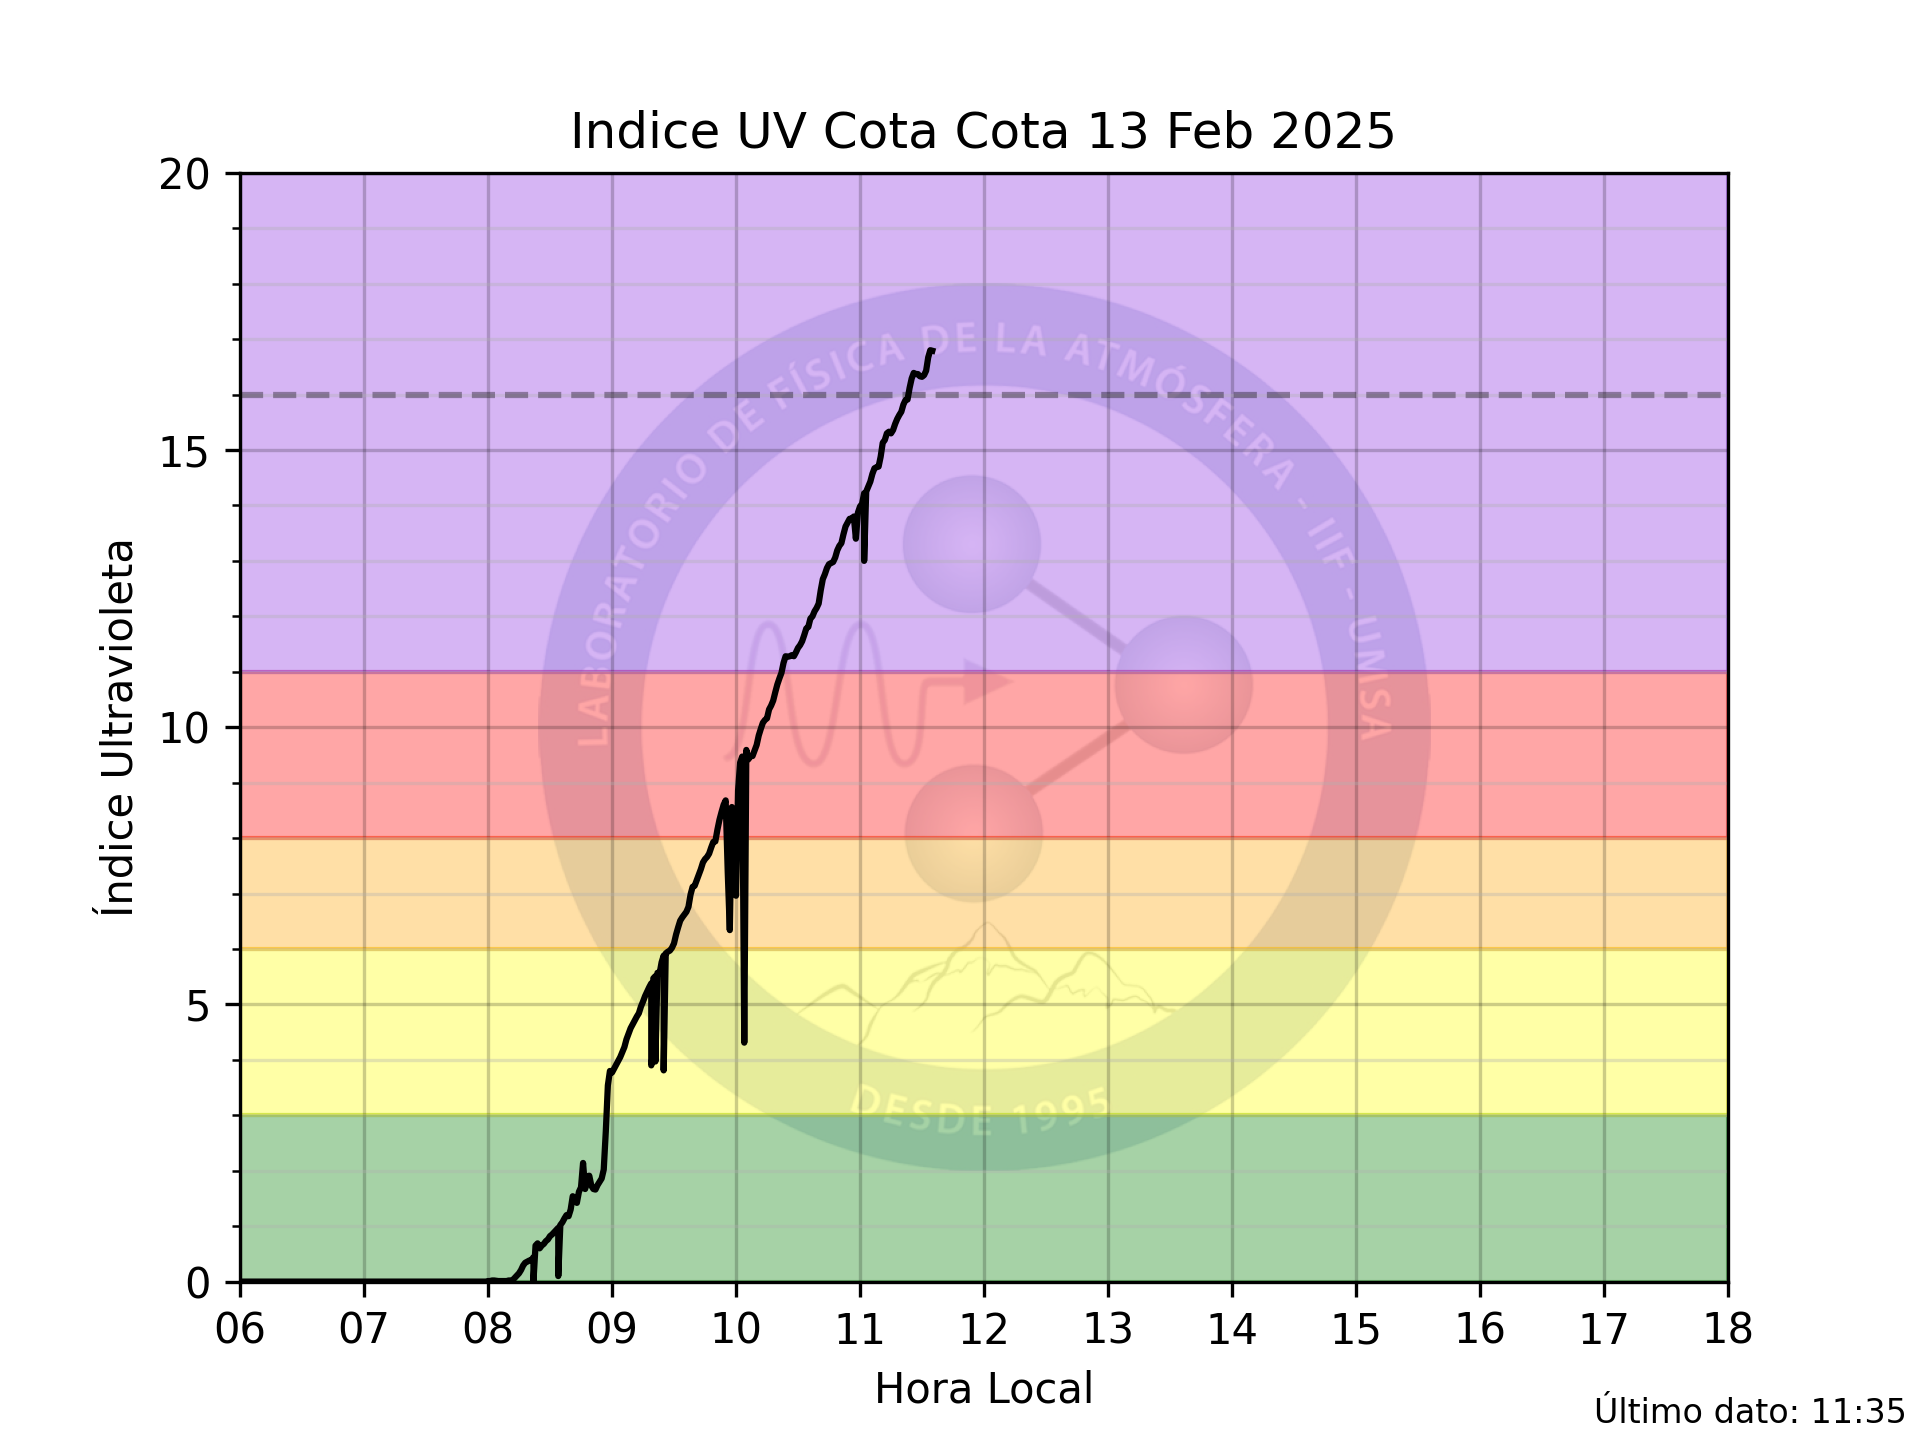 Indice UV Cota Cota 13 Feb 2025
20
15
10
5
0
Índice Ultravioleta
LABORATORIO DE FÍSICA DE LA ATMÓSFERA - IIF - UMSA
DESDE 1995
06 07 08 09 10 11 12 13 14 15 16 17 18
Hora Local
Último dato: 11:35